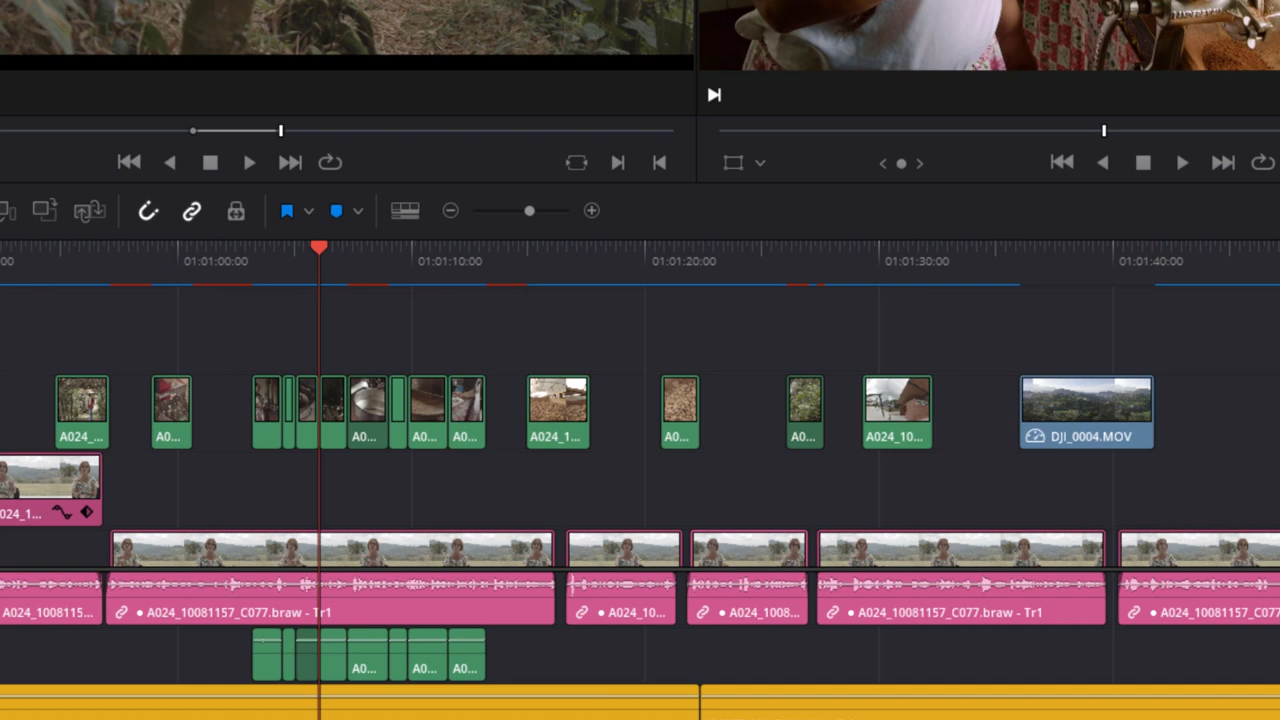 00
01:01:00:00
01:01:10:00
01:01:20:00
01:01:30:00
01:01:40:00
A024_...
A0...
A0...
A0...
A0...
A024_1...
A0...
A0...
A024_10...
DJI_0004.MOV
024_1...
A024_1008115...
• A024_10081157_C077.braw - Tr1
• A024_10...
• A024_1008...
• A024_10081157_C077.braw - Tr1
• A024_10081157_C077
A0...
A0...
A0...